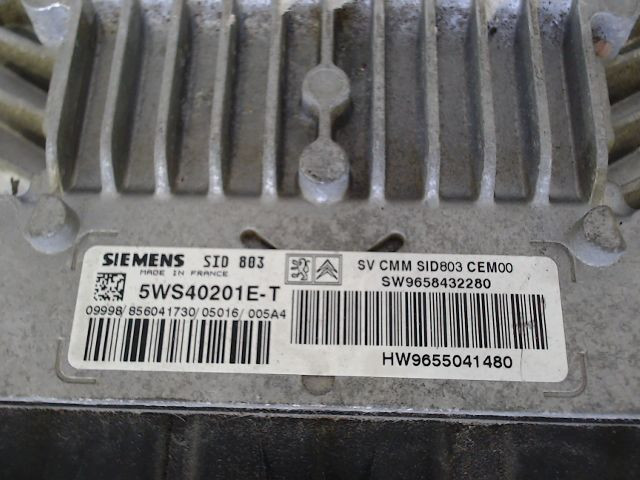 SIEMENS SID 803
MADE IN FRANCE
5WS40201E-T
09998/856041730/05016/005A4
SV CMM SID803 CEM00
SW9658432280
HW9655041480